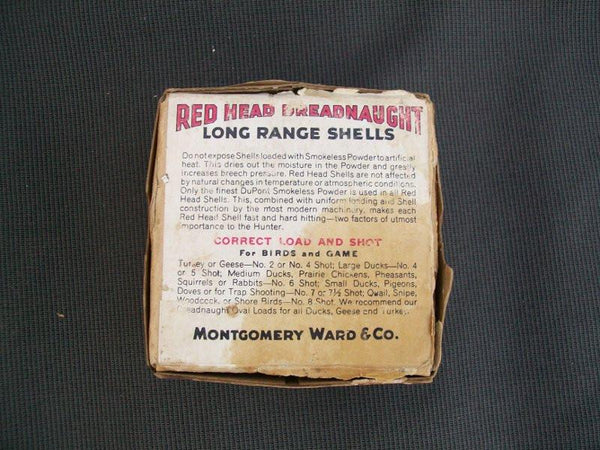 RED HEAD DREADNAUGHT
LONG RANGE SHELLS
Do not expose Shells loaded with Smokeless Powder to artificial
heat. This dries out the moisture in the Powder and greatly
increases breech pressure. Red Head Shells are not affected
by natural changes in temperature or atmospheric conditions.
Only the finest DuPont Smokeless Powder is used in all Red
Head Shells. This, combined with uniform loading and Shell
construction by the most modern machinery, makes each
Red Head Shell fast and hard hitting—two factors of utmost
importance to the Hunter.
CORRECT LOAD AND SHOT
For BIRDS and GAME
Turkey or Geese—No. 2 or No. 4 Shot; Large Ducks—No. 4
or 5 Shot; Medium Ducks, Prairie Chickens, Pheasants,
Squirrels or Rabbits—No. 6 Shot; Small Ducks, Pigeons,
Doves or for Trap Shooting—No. 7 or 7½ Shot; Quail, Snipe,
Woodcock, or Shore Birds—No. 8 Shot. We recommend our
Dreadnaught Oval Loads for all Ducks, Geese and Turkey.
MONTGOMERY WARD & CO.